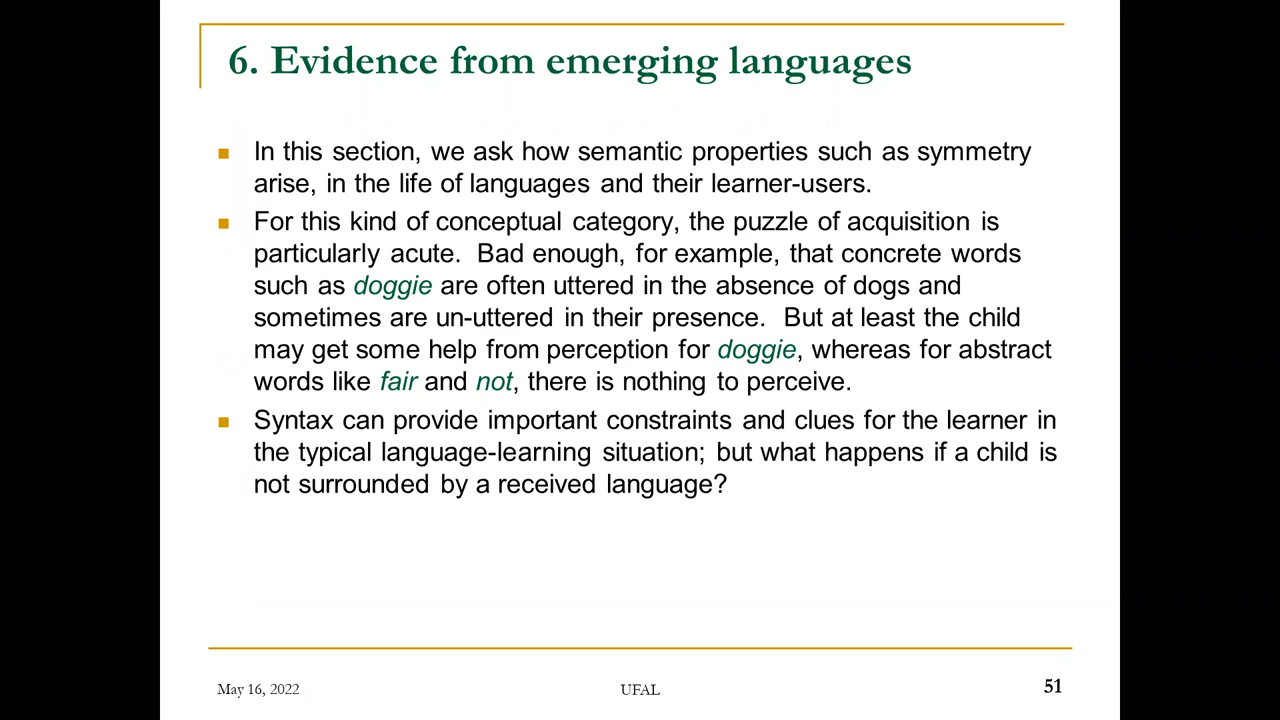 6. Evidence from emerging languages
In this section, we ask how semantic properties such as symmetry
arise, in the life of languages and their learner-users.
For this kind of conceptual category, the puzzle of acquisition is
particularly acute.  Bad enough, for example, that concrete words
such as doggie are often uttered in the absence of dogs and
sometimes are un-uttered in their presence.  But at least the child
may get some help from perception for doggie, whereas for abstract
words like fair and not, there is nothing to perceive.
Syntax can provide important constraints and clues for the learner in
the typical language-learning situation; but what happens if a child is
not surrounded by a received language?
May 16, 2022
UFAL
51